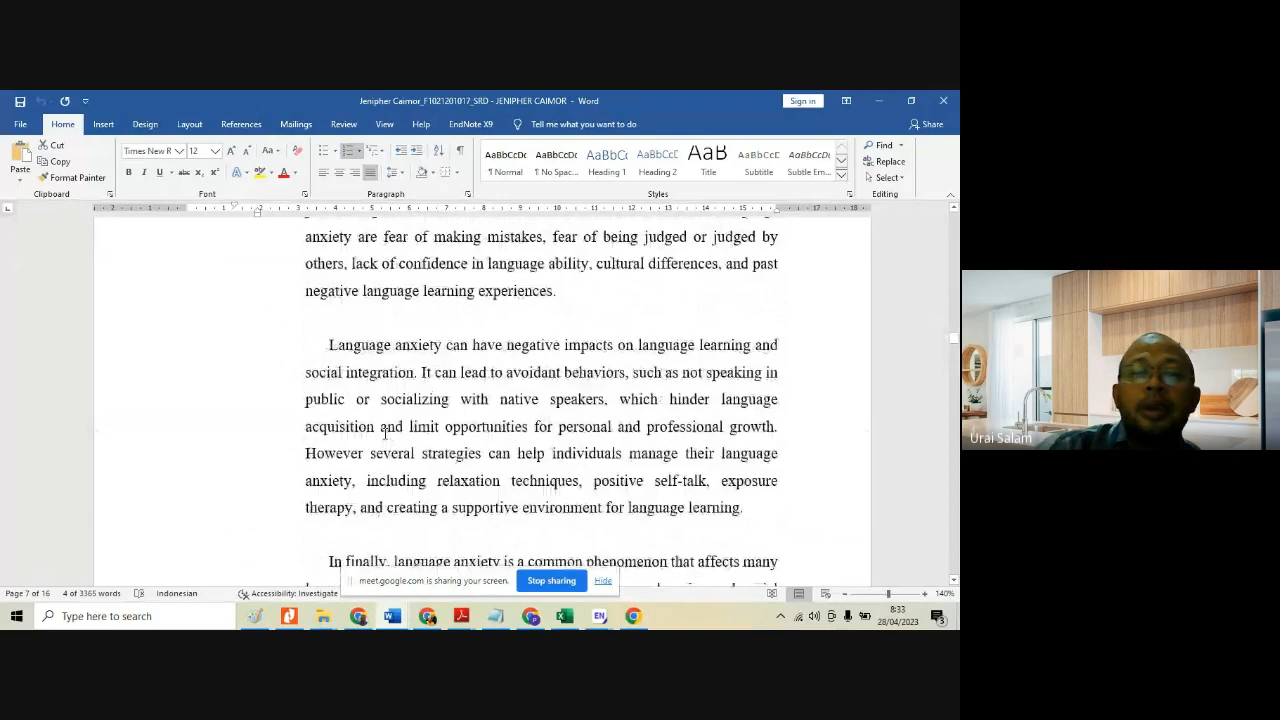 Jenipher Caimor_F1021201017_SRD - JENIPHER CAIMOR - Word
Sign in
File Home Insert Design Layout References Mailings Review View Help EndNote X9 Tell me what you want to do Share
Paste
Cut
Copy
Format Painter
Clipboard
Times New R 12
Font
Paragraph
AaBbCcDc AaBbCcDc AaBbCc AaBbCcD AaB AaBbCcD AaBbCcDc
¶ Normal ¶ No Spac... Heading 1 Heading 2 Title Subtitle Subtle Em...
Styles
Find
Replace
Select
Editing
anxiety are fear of making mistakes, fear of being judged or judged by
others, lack of confidence in language ability, cultural differences, and past
negative language learning experiences.
Language anxiety can have negative impacts on language learning and
social integration. It can lead to avoidant behaviors, such as not speaking in
public or socializing with native speakers, which hinder language
acquisition and limit opportunities for personal and professional growth.
However several strategies can help individuals manage their language
anxiety, including relaxation techniques, positive self-talk, exposure
therapy, and creating a supportive environment for language learning.
In finally, language anxiety is a common phenomenon that affects many
meet.google.com is sharing your screen. Stop sharing Hide
Page 7 of 16 4 of 3365 words Indonesian Accessibility: Investigate 140%
Type here to search
8:33
28/04/2023
Urai Salam